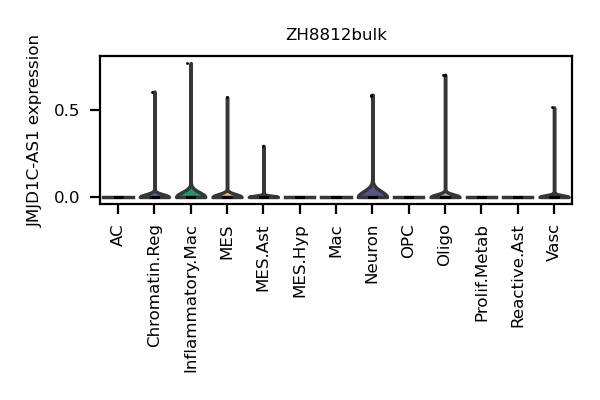 ZH8812bulk
JMJD1C-AS1 expression
0.5
0.0
AC
Chromatin.Reg
Inflammatory.Mac
MES
MES.Ast
MES.Hyp
Mac
Neuron
OPC
Oligo
Prolif.Metab
Reactive.Ast
Vasc